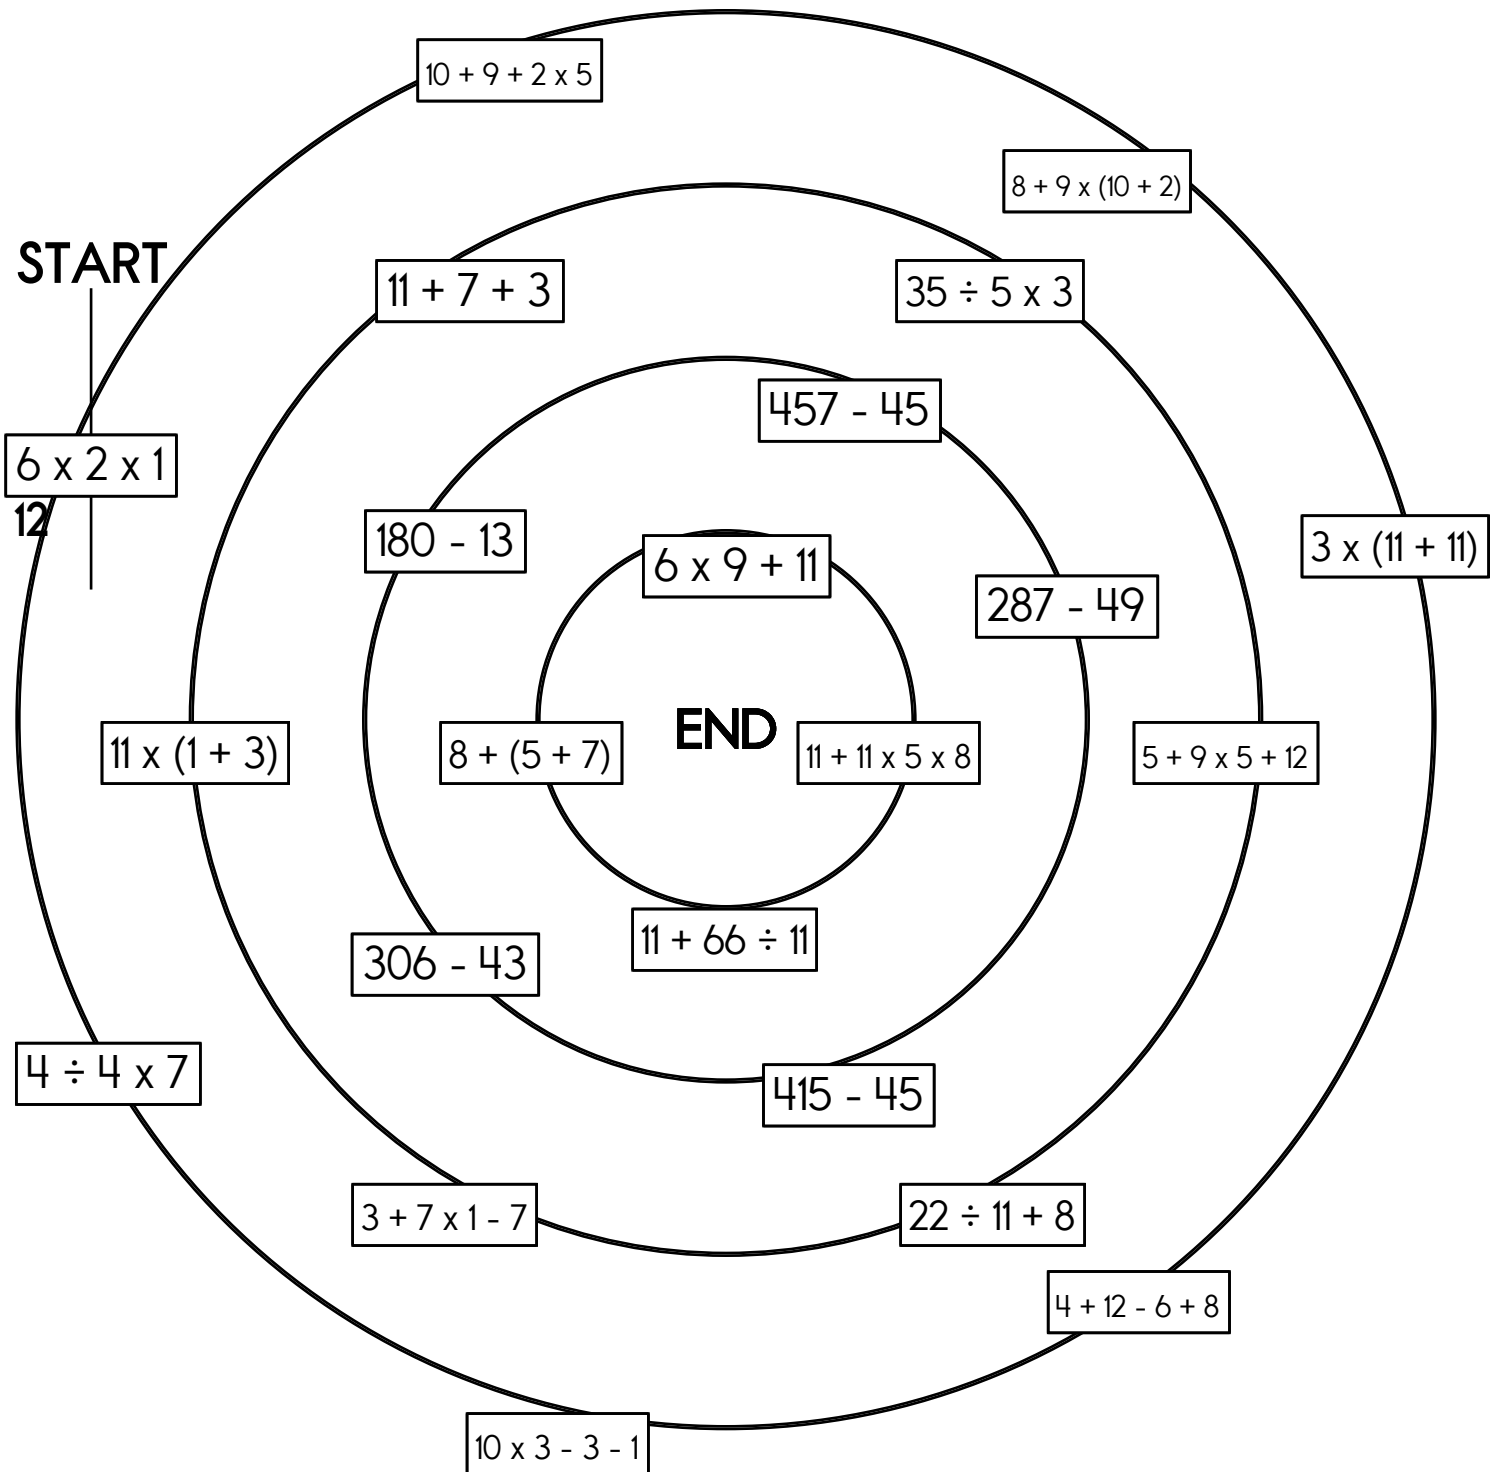 10 + 9 + 2 x 5
8 + 9 x (10 + 2)
START
11 + 7 + 3
35 ÷ 5 x 3
457 - 45
6 x 2 x 1
12
180 - 13
3 x (11 + 11)
6 x 9 + 11
287 - 49
END
11 x (1 + 3)
8 + (5 + 7)
11 + 11 x 5 x 8
5 + 9 x 5 + 12
11 + 66 ÷ 11
306 - 43
4 ÷ 4 x 7
415 - 45
3 + 7 x 1 - 7
22 ÷ 11 + 8
4 + 12 - 6 + 8
10 x 3 - 3 - 1